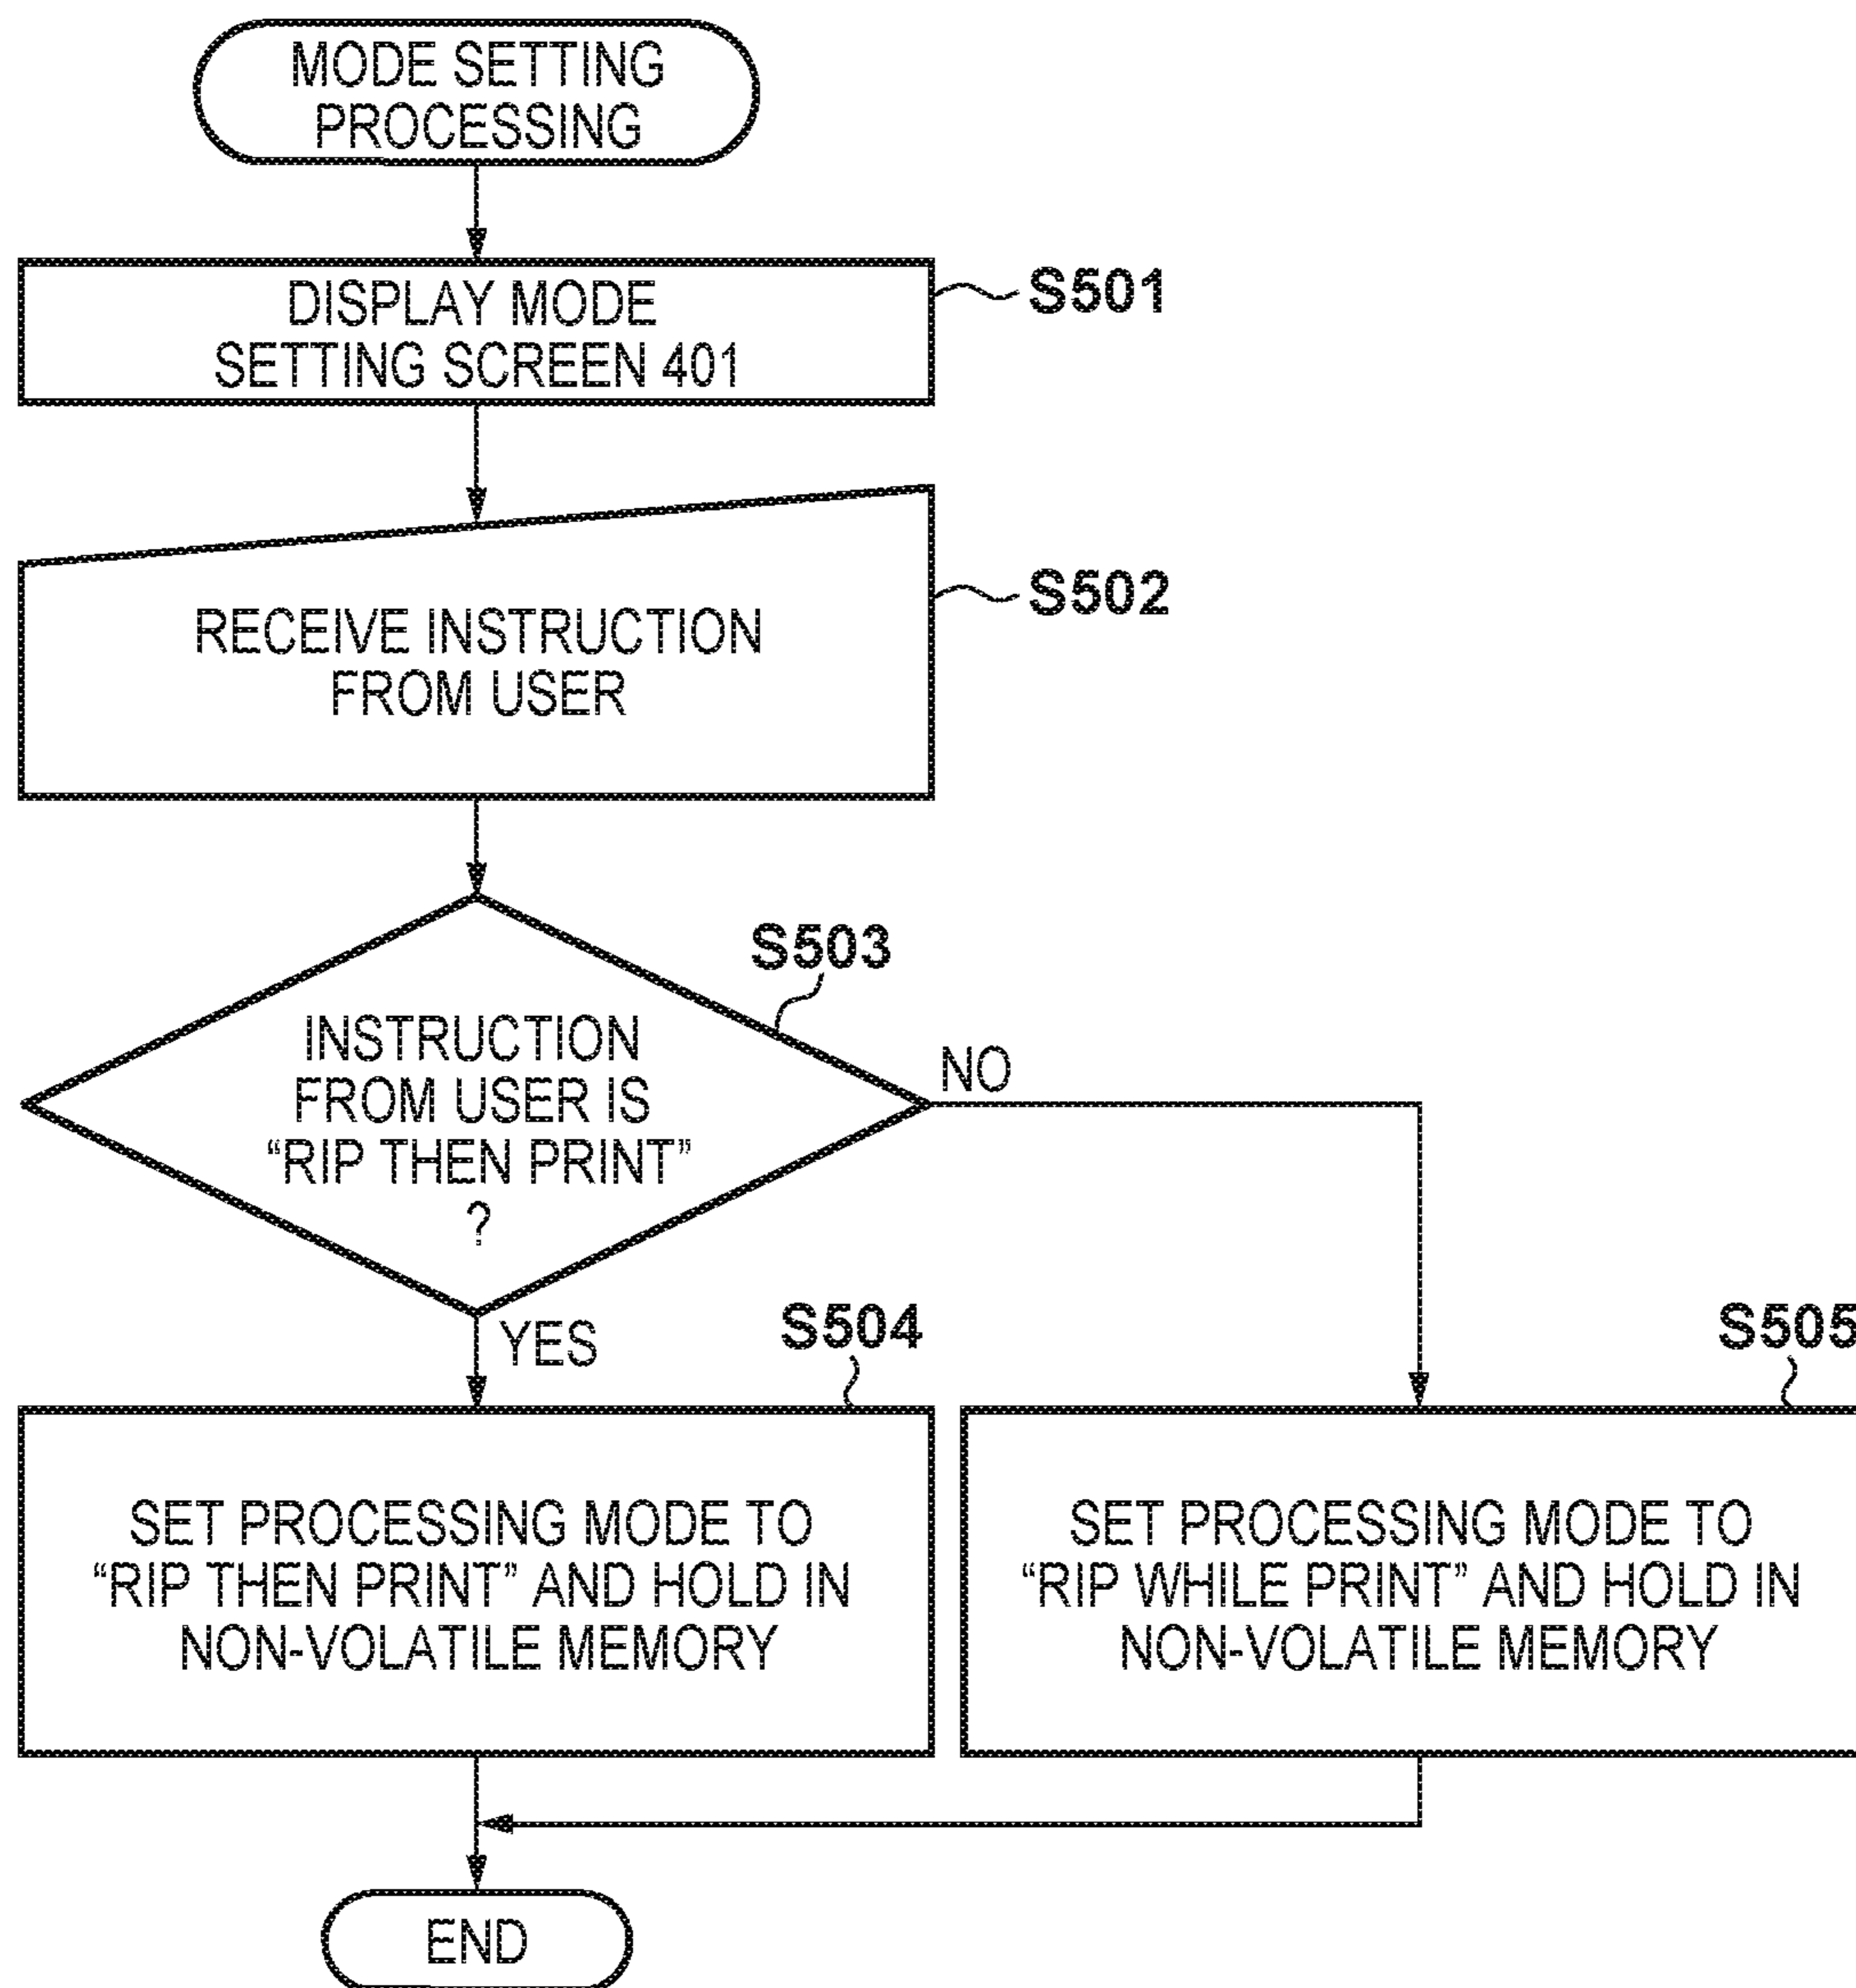 MODE SETTING
PROCESSING
DISPLAY MODE
SETTING SCREEN 401
S501
RECEIVE INSTRUCTION
FROM USER
S502
S503
INSTRUCTION
FROM USER IS
“RIP THEN PRINT”
?
NO
YES
S504
SET PROCESSING MODE TO
“RIP THEN PRINT” AND HOLD IN
NON-VOLATILE MEMORY
S505
SET PROCESSING MODE TO
“RIP WHILE PRINT” AND HOLD IN
NON-VOLATILE MEMORY
END